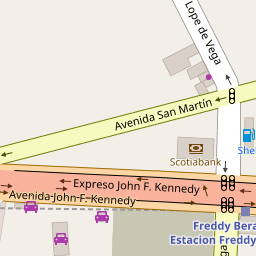 Lope de Vega
Avenida San Martín
She
Scotiabank
Expreso John F. Kennedy
Avenida John F. Kennedy
Freddy Bera
Estacion Freddy